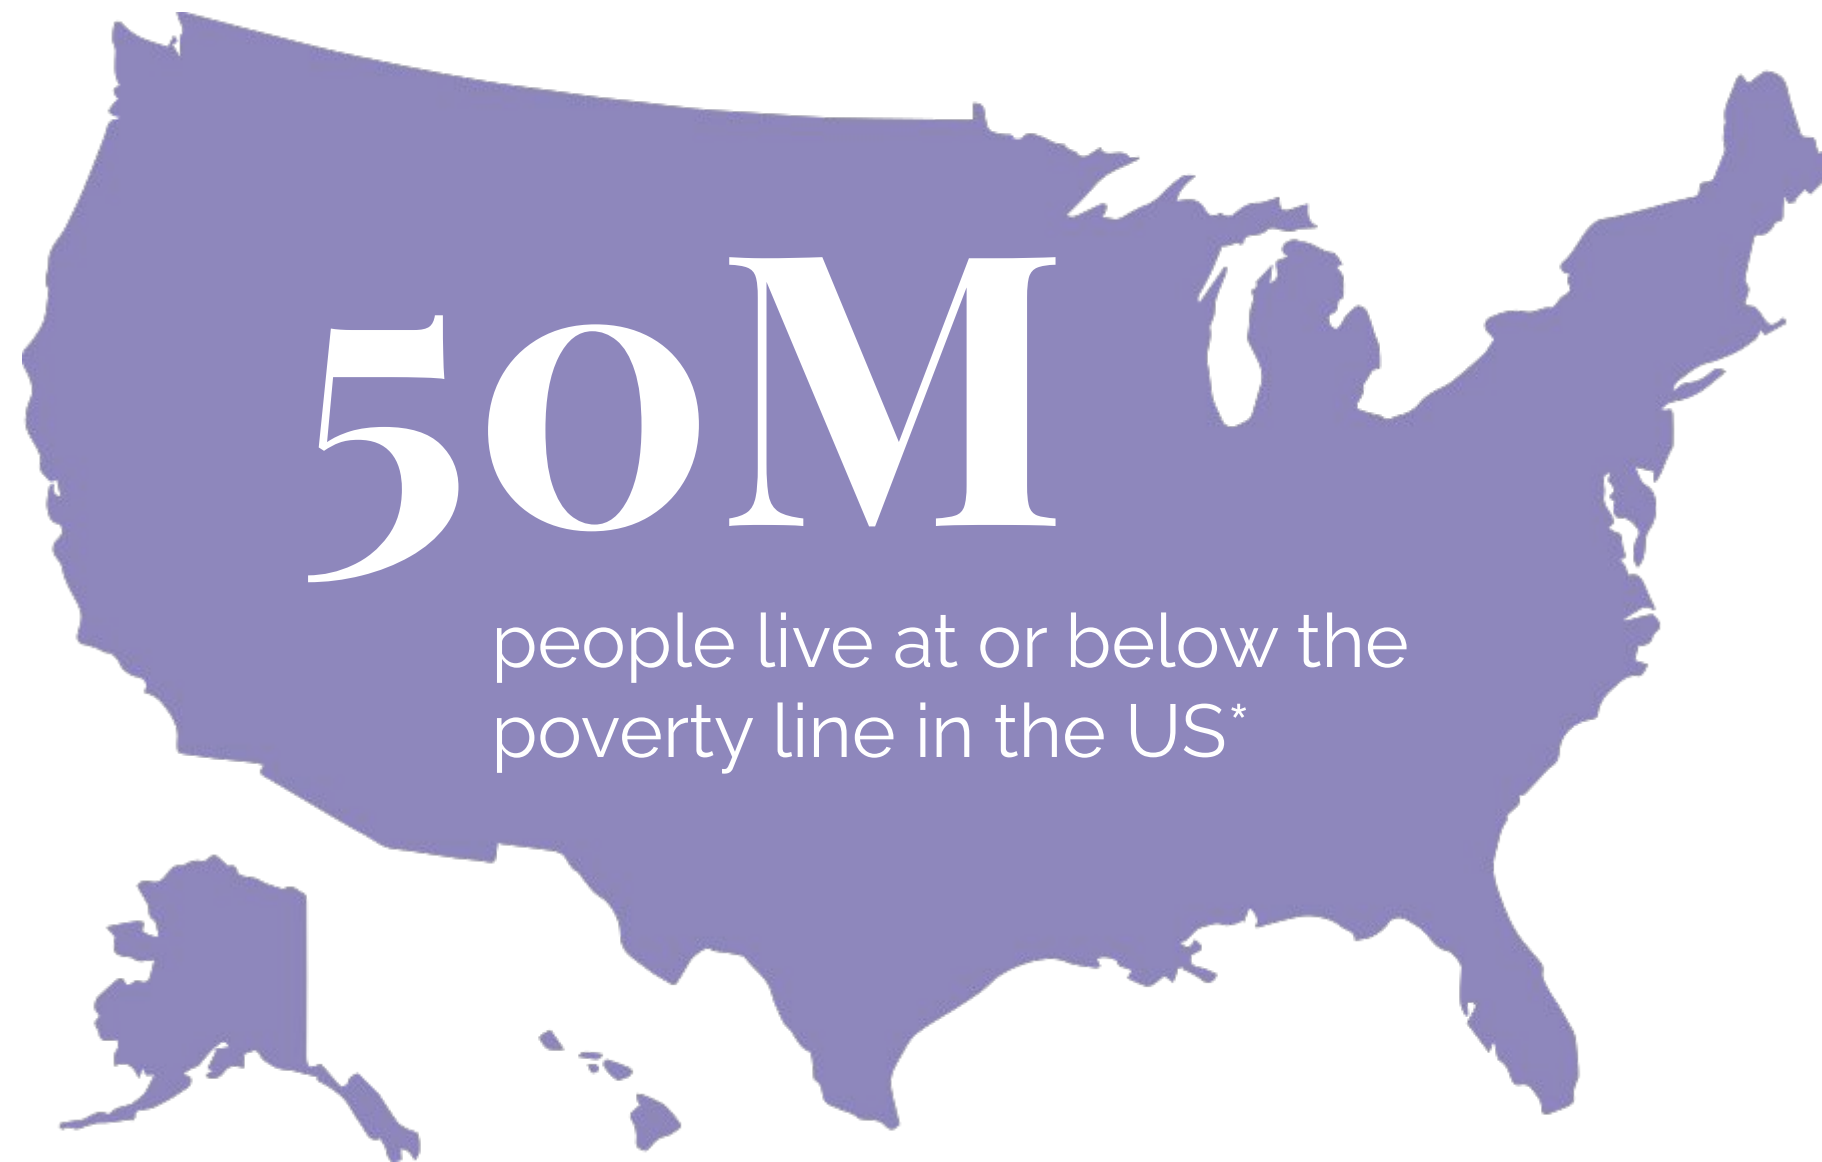 50M
people live at or below the
poverty line in the US*